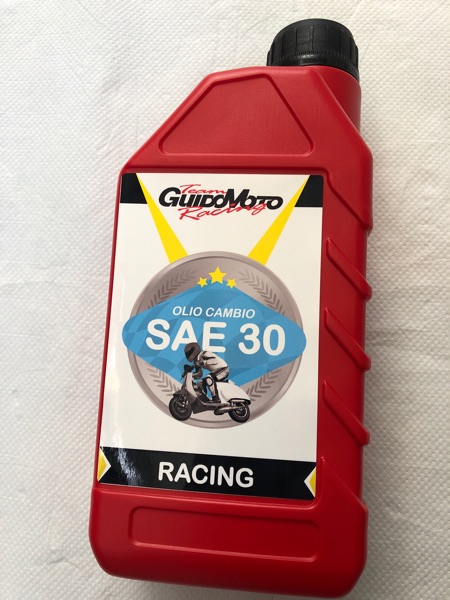 Team
GUIDOMOTO
Racing
OLIO CAMBIO
SAE 30
RACING